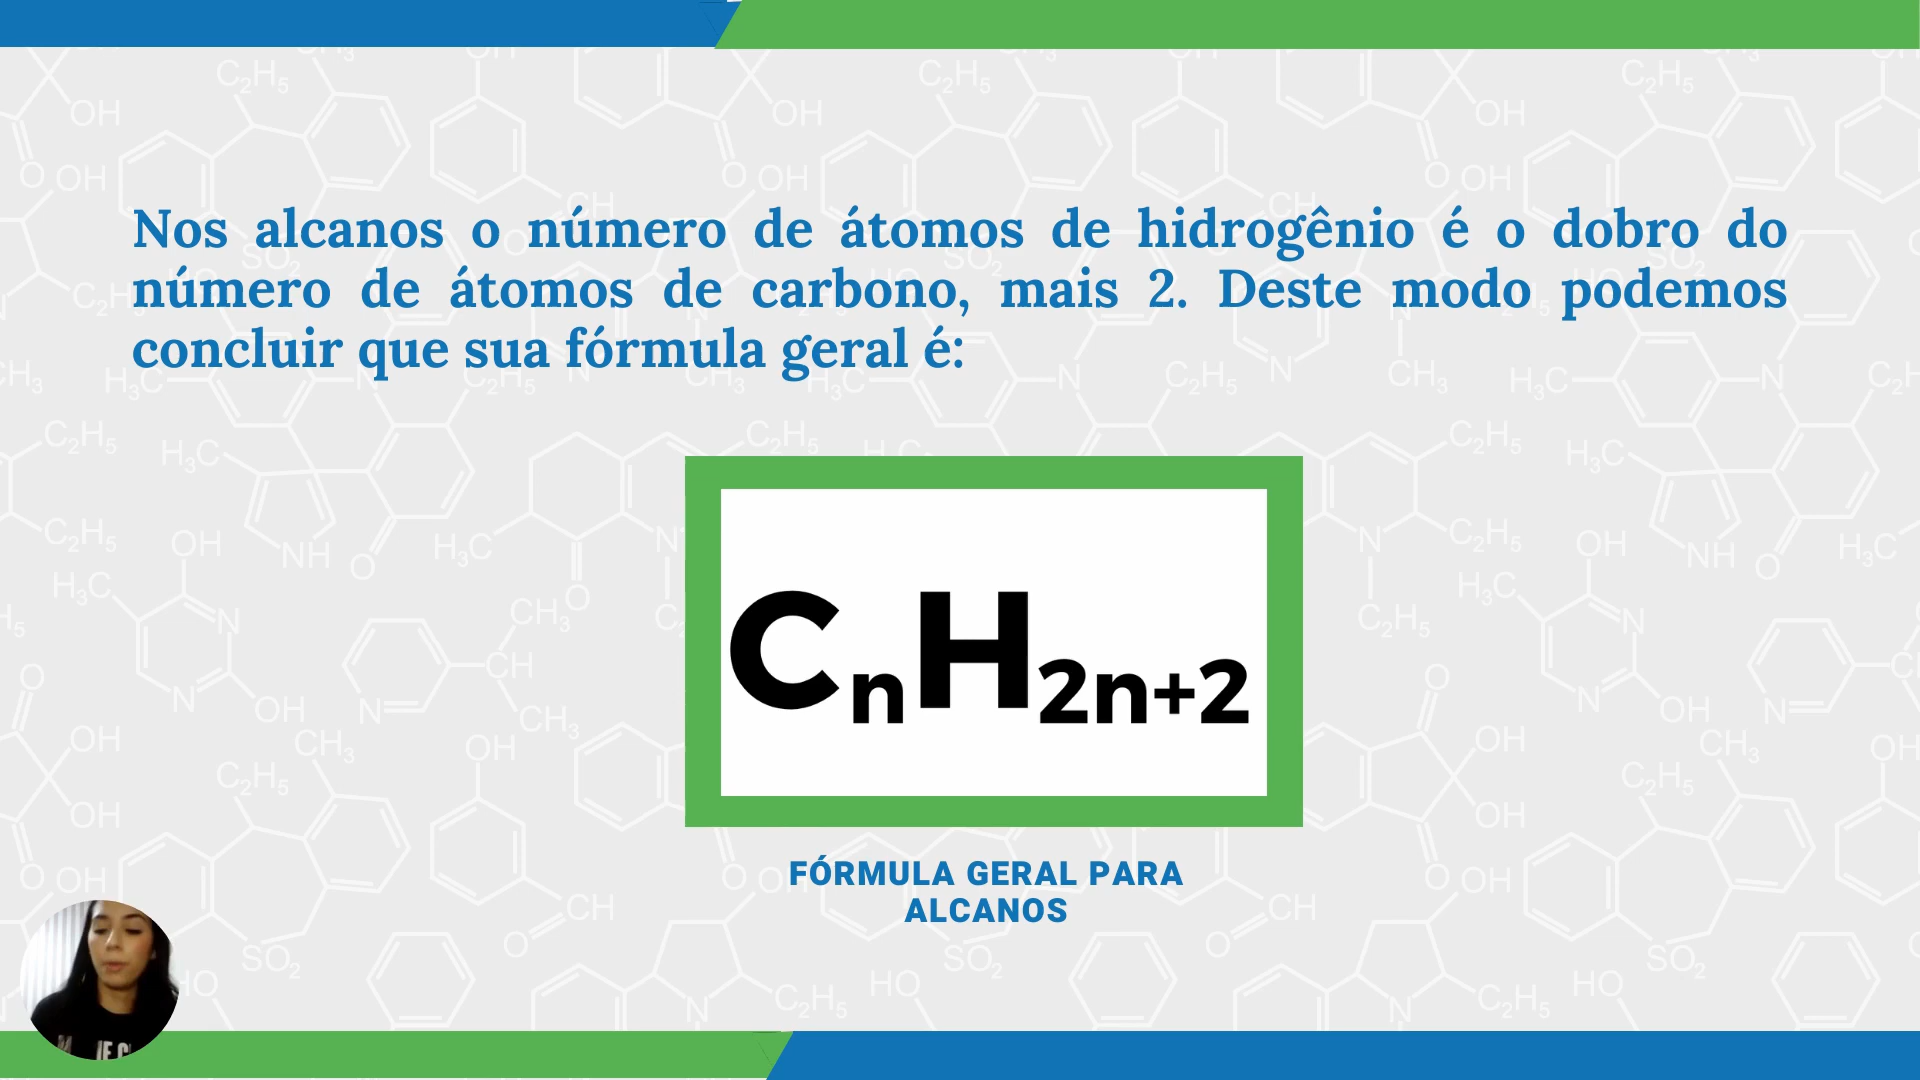 Nos alcanos o número de átomos de hidrogênio é o dobro do
número de átomos de carbono, mais 2. Deste modo podemos
concluir que sua fórmula geral é:
CnH2n+2
FÓRMULA GERAL PARA
ALCANOS